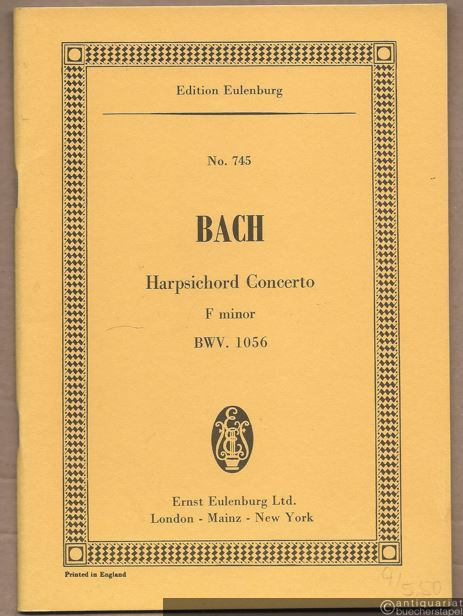 Edition Eulenburg
No. 745
BACH
Harpsichord Concerto
F minor
BWV. 1056
Ernst Eulenburg Ltd.
London - Mainz - New York
Printed in England
antiquariat
buecherstapel